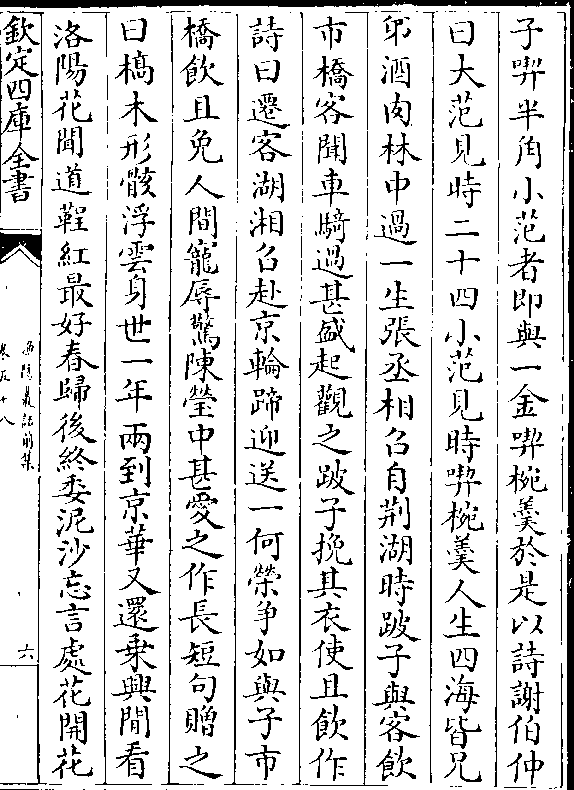 子喫半角小范者即與一金喫椀羹於是以詩謝伯仲
曰大范見時二十四小范見時喫椀羹人生四海皆兄
弟酒肉林中過一生張丞相召自荆湖時跛子與客飲
市橋客聞車騎過甚盛起觀之跛子挽其衣使且飲作
詩曰遷客湖湘召赴京輪蹄迎送一何榮争如與子市
橋飲且免人間寵辱驚陳瑩中甚愛之作長短句贈之
曰槁木形骸浮雲身世一年兩到京華又還乗興閒看
洛陽花聞道鞓紅最好春歸後終委泥沙忘言處花開花
欽定四庫全書
漁隱叢話前集
卷五十八
六